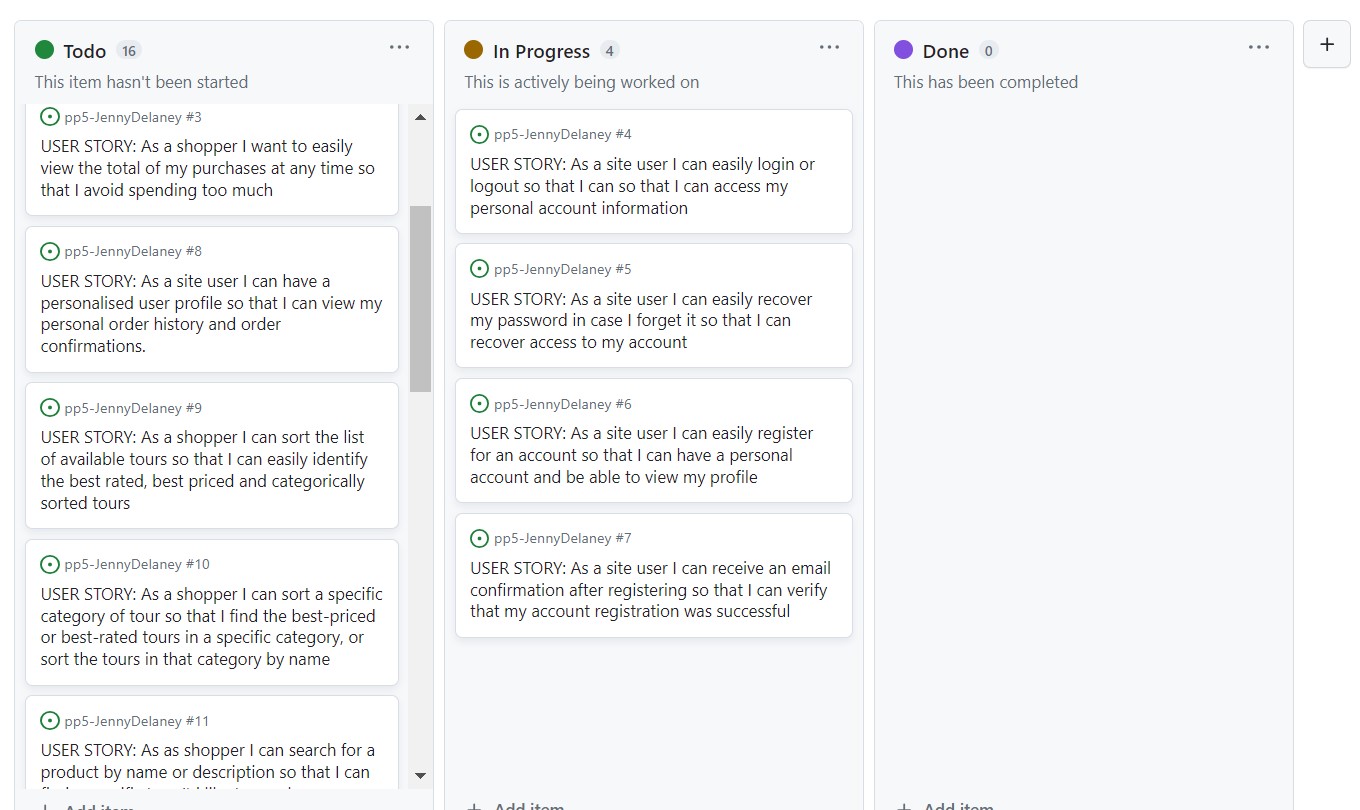 Todo 16
This item hasn't been started
pp5-JennyDelaney #3
USER STORY: As a shopper I want to easily
view the total of my purchases at any time so
that I avoid spending too much
pp5-JennyDelaney #8
USER STORY: As a site user I can have a
personalised user profile so that I can view my
personal order history and order
confirmations.
pp5-JennyDelaney #9
USER STORY: As a shopper I can sort the list
of available tours so that I can easily identify
the best rated, best priced and categorically
sorted tours
pp5-JennyDelaney #10
USER STORY: As a shopper I can sort a specific
category of tour so that I find the best-priced
or best-rated tours in a specific category, or
sort the tours in that category by name
pp5-JennyDelaney #11
USER STORY: As as shopper I can search for a
product by name or description so that I can
Add item
In Progress 4
This is actively being worked on
pp5-JennyDelaney #4
USER STORY: As a site user I can easily login or
logout so that I can so that I can access my
personal account information
pp5-JennyDelaney #5
USER STORY: As a site user I can easily recover
my password in case I forget it so that I can
recover access to my account
pp5-JennyDelaney #6
USER STORY: As a site user I can easily register
for an account so that I can have a personal
account and be able to view my profile
pp5-JennyDelaney #7
USER STORY: As a site user I can receive an email
confirmation after registering so that I can verify
that my account registration was successful
Add item
Done 0
This has been completed
Add item